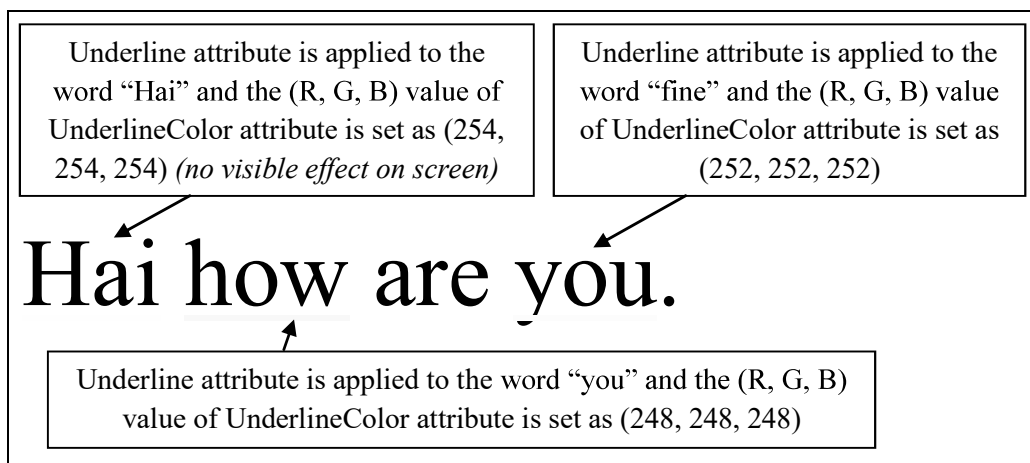 Underline attribute is applied to the
word “Hai” and the (R, G, B) value of
UnderlineColor attribute is set as (254,
254, 254) (no visible effect on screen)
Underline attribute is applied to the
word “fine” and the (R, G, B) value
of UnderlineColor attribute is set as
(252, 252, 252)
Hai how are you.
Underline attribute is applied to the word “you” and the (R, G, B)
value of UnderlineColor attribute is set as (248, 248, 248)